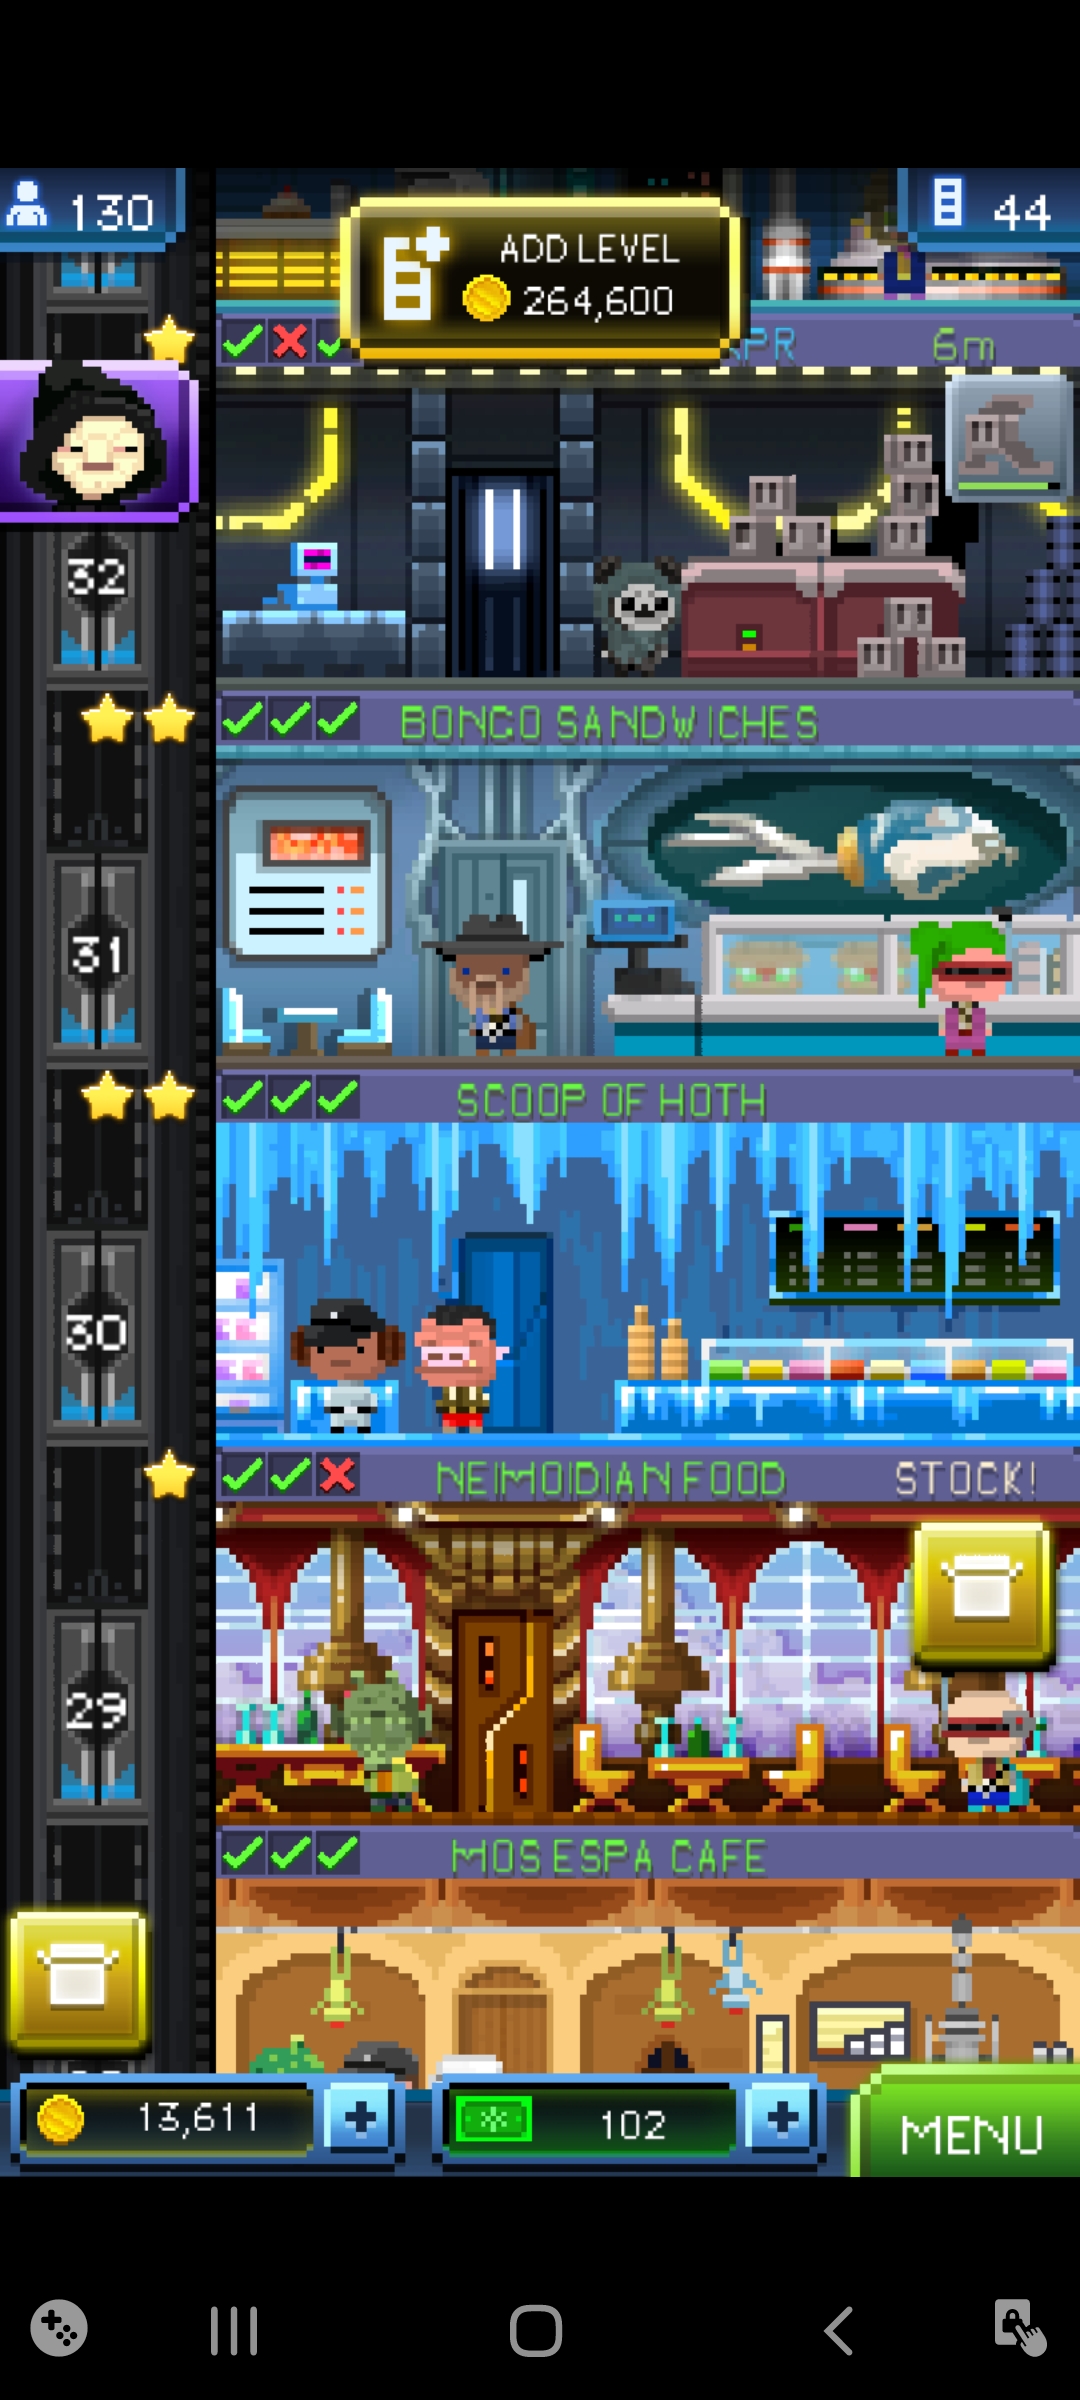 130
ADD LEVEL
264,600
44
6m
32
BONGO SANDWICHES
31
SCOOP OF HOTH
30
NEIMOIDIAN FOOD STOCK!
29
MOS ESPA CAFE
13,611
102
MENU